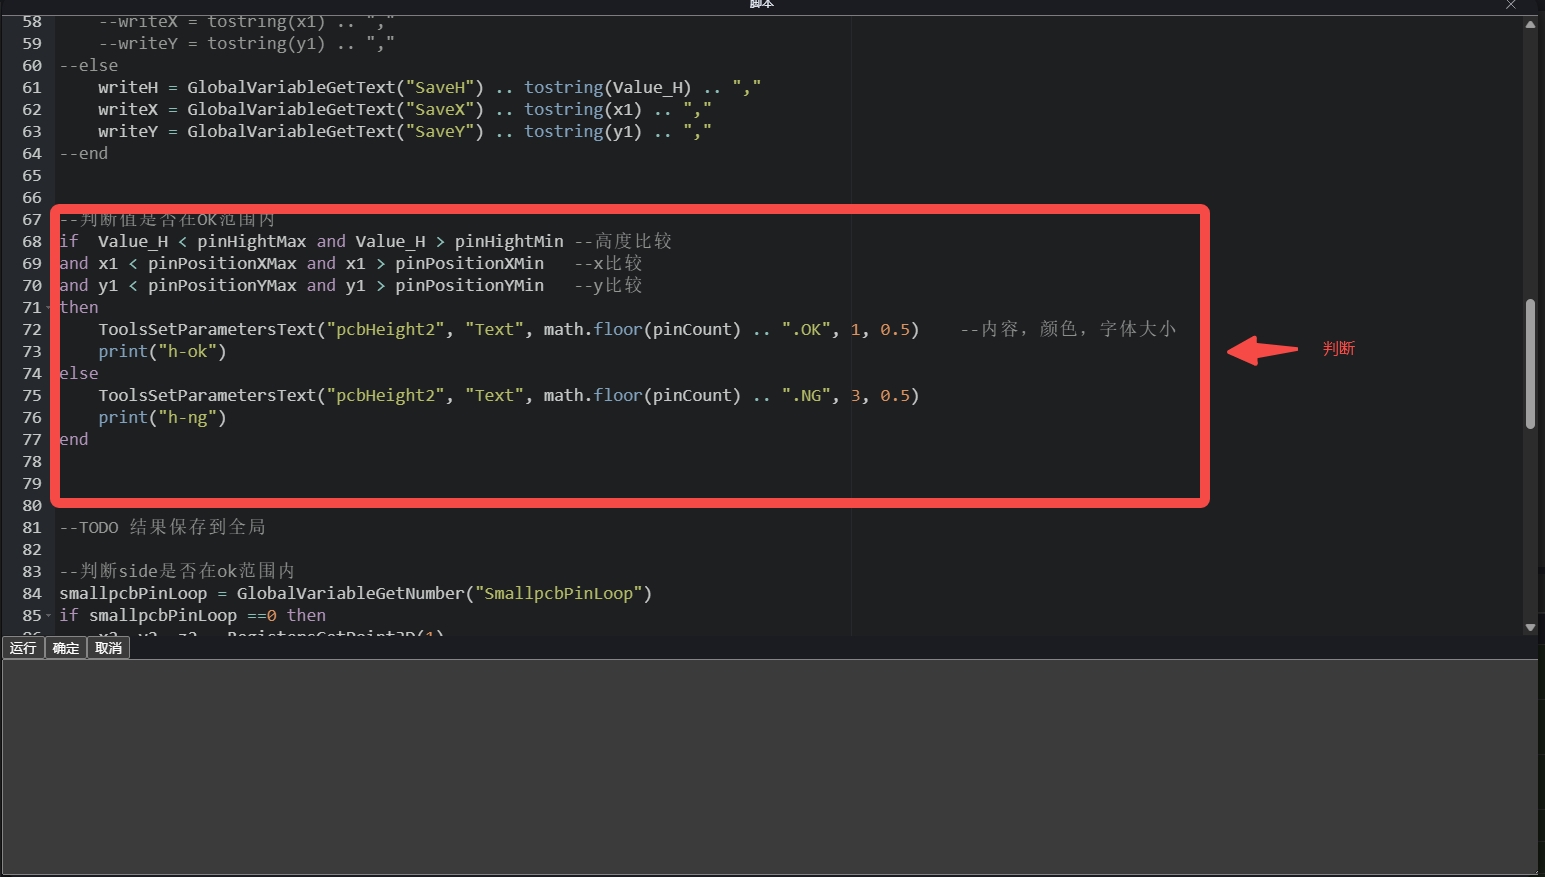 脚本
58 --writeX = tostring(x1) .. ","
59 --writeY = tostring(y1) .. ","
60 --else
61 writeH = GlobalVariableGetText("SaveH") .. tostring(Value_H) .. ","
62 writeX = GlobalVariableGetText("SaveX") .. tostring(x1) .. ","
63 writeY = GlobalVariableGetText("SaveY") .. tostring(y1) .. ","
64 --end
65
66
67 --判断值是否在OK范围内
68 if  Value_H < pinHightMax and Value_H > pinHightMin --高度比较
69 and x1 < pinPositionXMax and x1 > pinPositionXMin   --x比较
70 and y1 < pinPositionYMax and y1 > pinPositionYMin   --y比较
71 then
72 ToolsSetParametersText("pcbHeight2", "Text", math.floor(pinCount) .. ".OK", 1, 0.5)    --内容，颜色，字体大小
73 print("h-ok")
判断
74 else
75 ToolsSetParametersText("pcbHeight2", "Text", math.floor(pinCount) .. ".NG", 3, 0.5)
76 print("h-ng")
77 end
78
79
80
81 --TODO 结果保存到全局
82
83 --判断side是否在ok范围内
84 smallpcbPinLoop = GlobalVariableGetNumber("SmallpcbPinLoop")
85 if smallpcbPinLoop ==0 then
运行 确定 取消